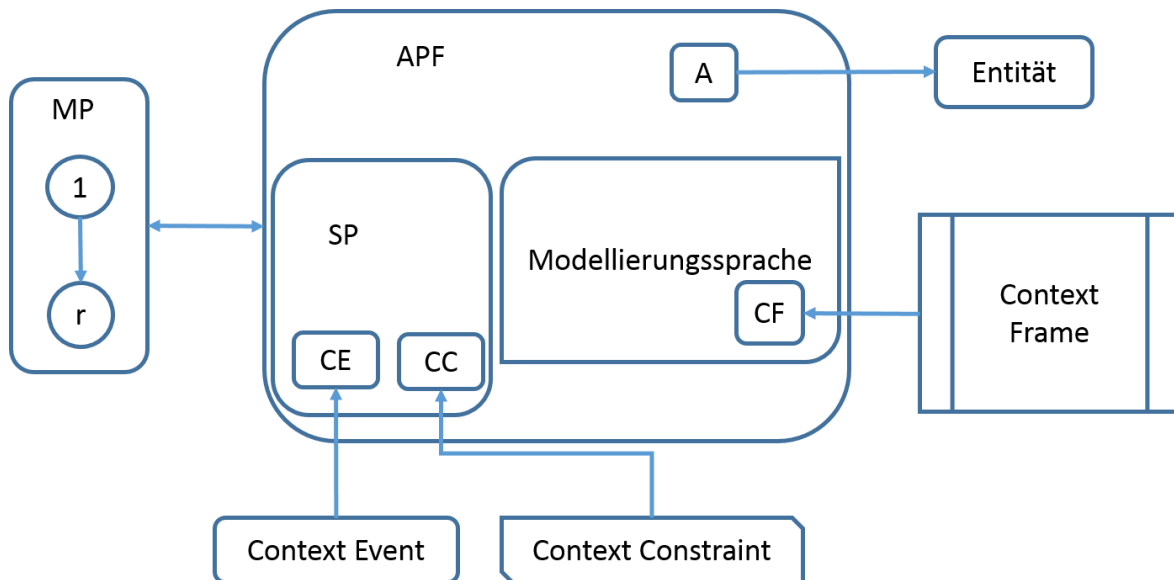 APF
A
Entität
MP
1
r
SP
Modellierungssprache
CF
CE
CC
Context
Frame
Context Event
Context Constraint